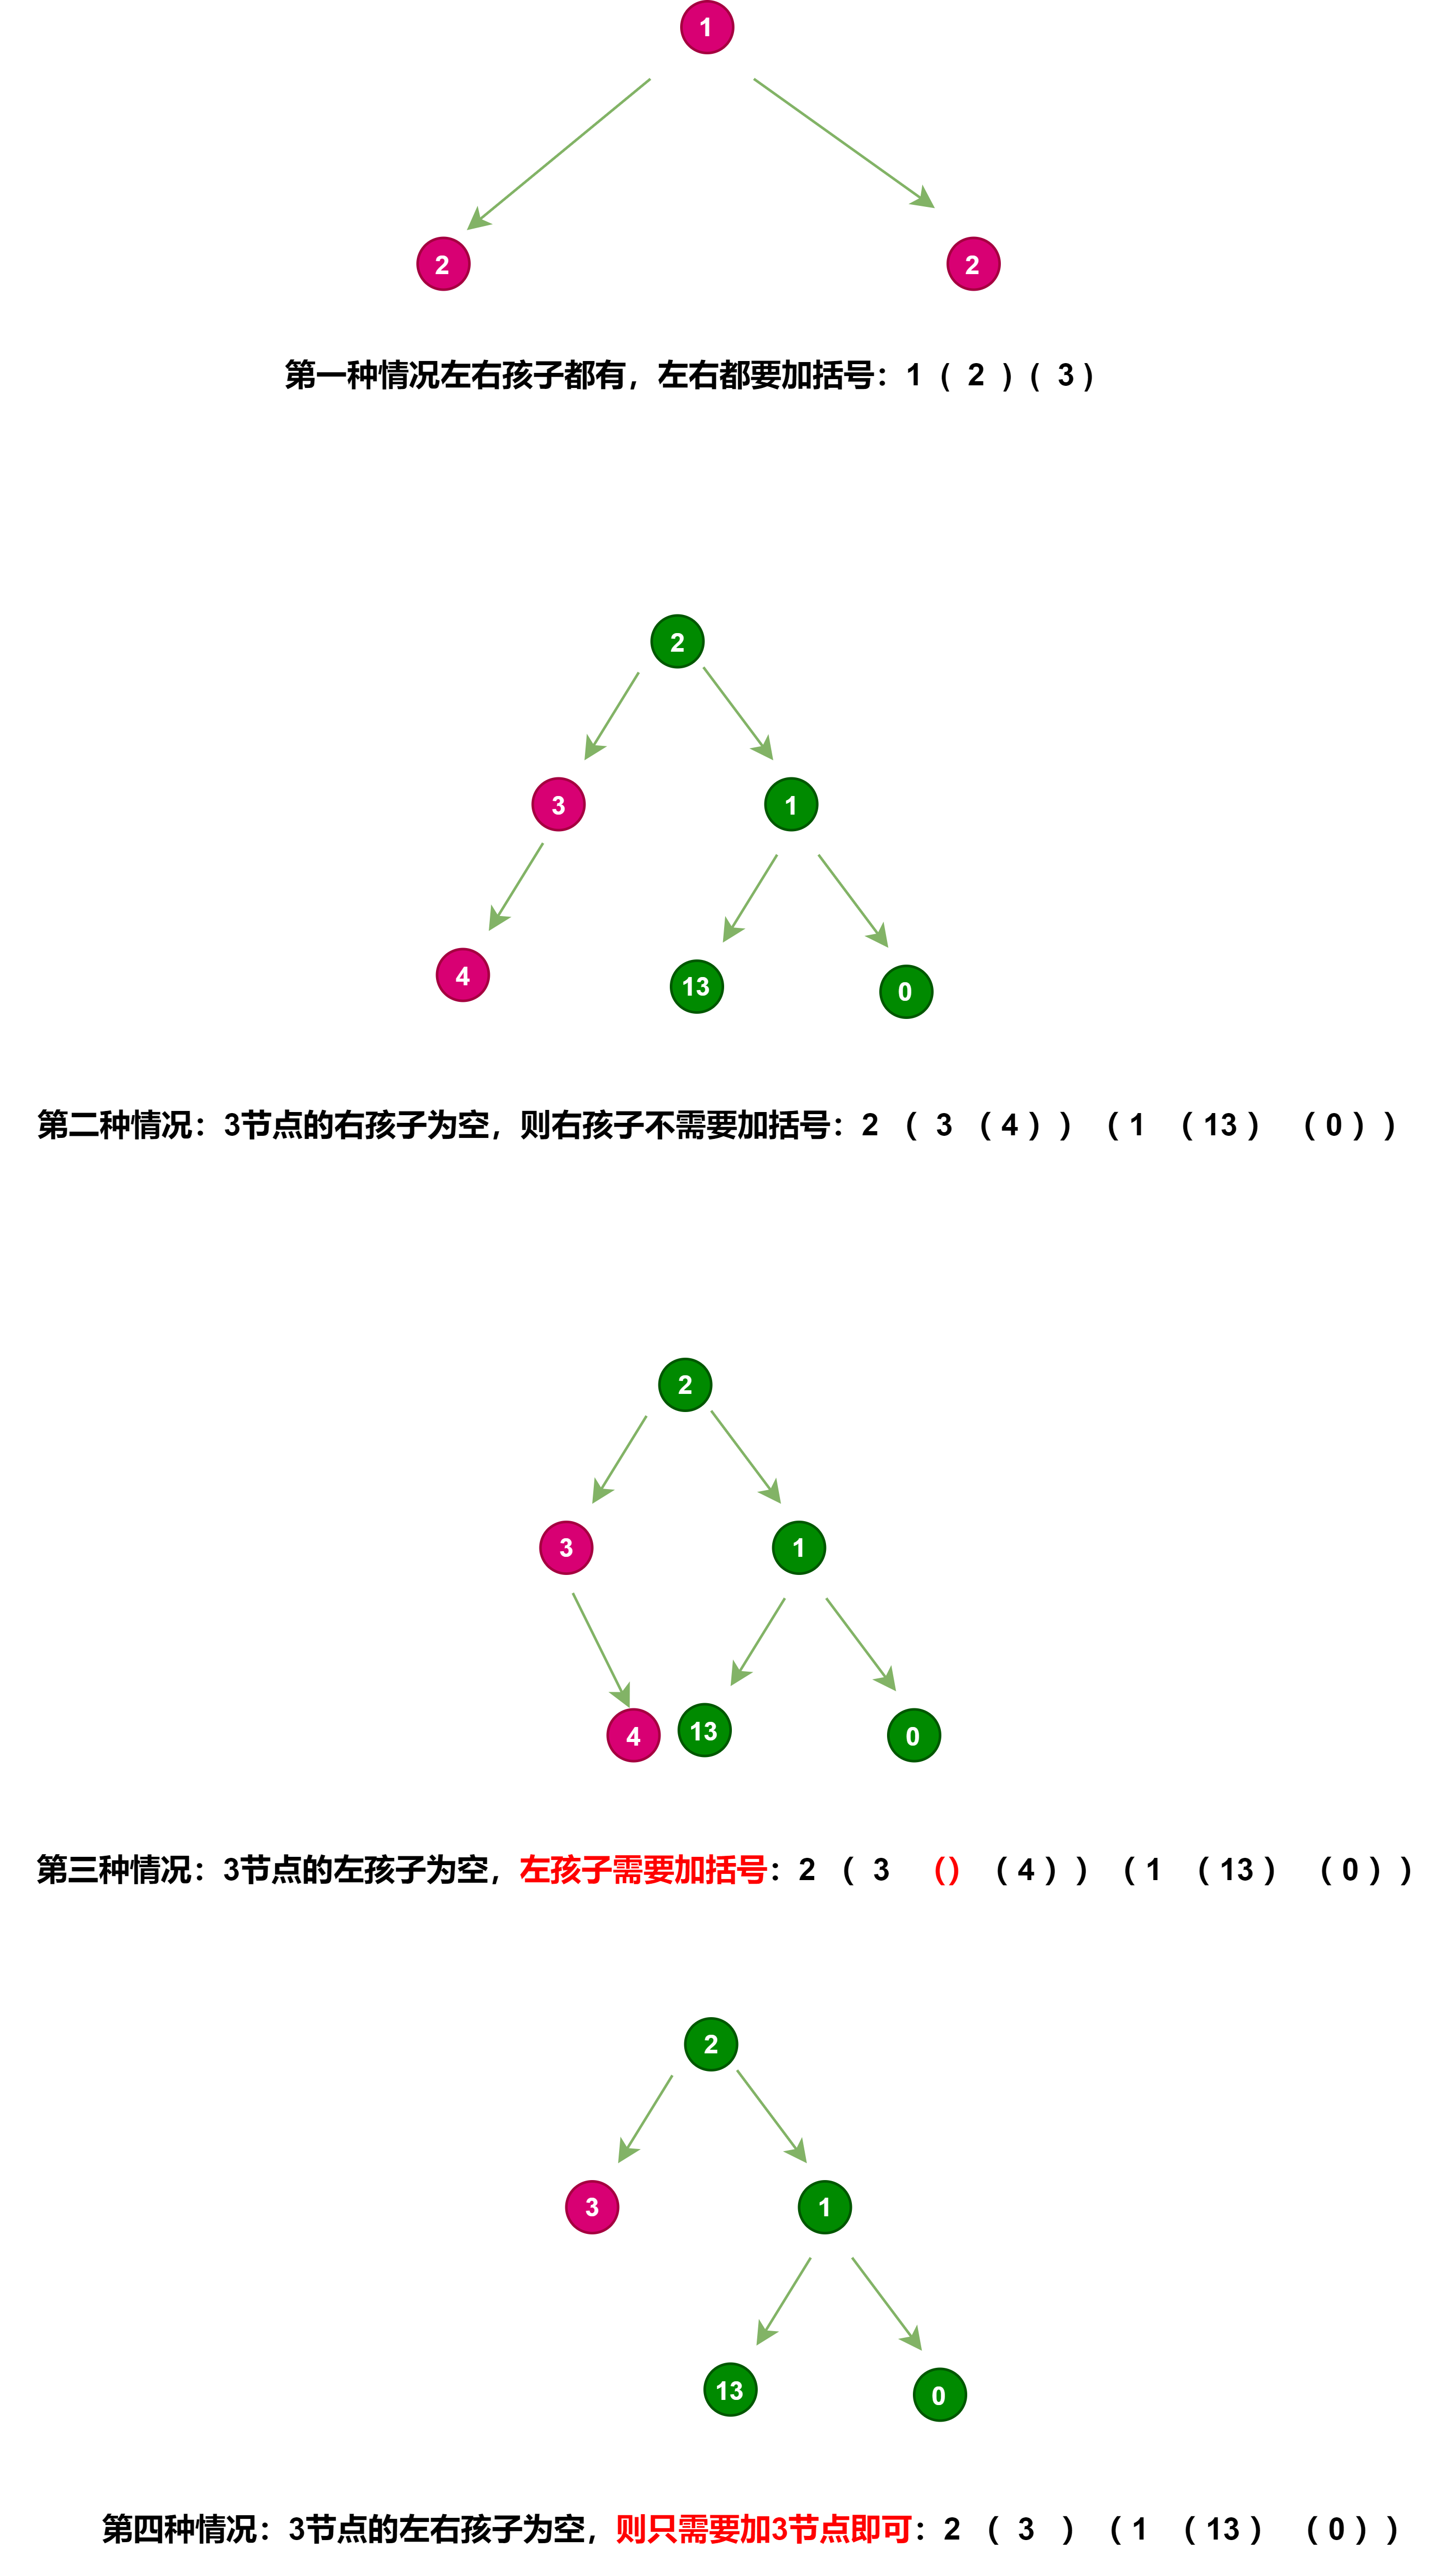 1
2 2
第一种情况左右孩子都有，左右都要加括号：1 （ 2 ）（ 3 ）
2
3 1
4 13 0
第二种情况：3节点的右孩子为空，则右孩子不需要加括号：2 （ 3 （4）） （1 （13） （0））
2
3 1
4 13 0
第三种情况：3节点的左孩子为空，左孩子需要加括号：2 （ 3 （） （4）） （1 （13） （0））
2
3 1
13 0
第四种情况：3节点的左右孩子为空，则只需要加3节点即可：2 （ 3 ） （1 （13） （0））